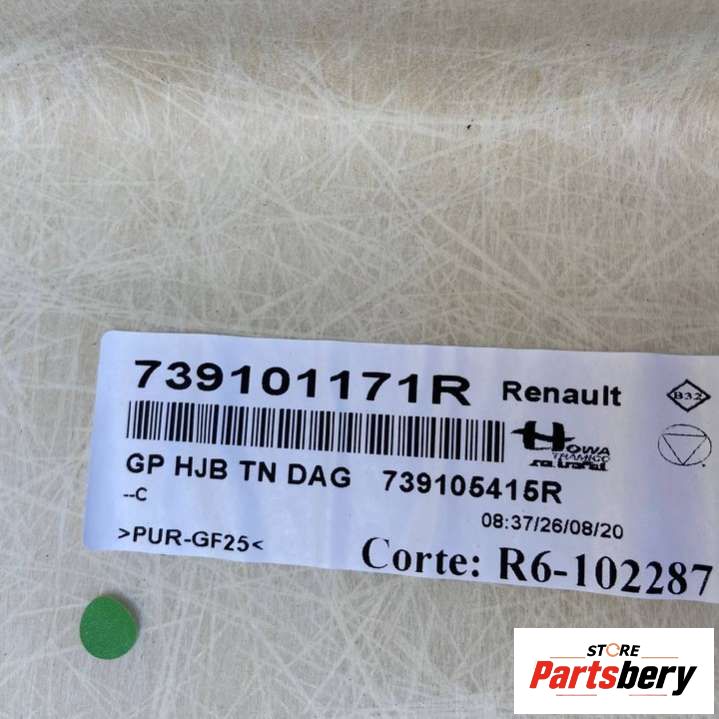 739101171R Renault
B32
HOWA
TRAMICO
GP HJB TN DAG 739105415R
--C
08:37/26/08/20
>PUR-GF25<
Corte: R6-102287
STORE
Partsbery